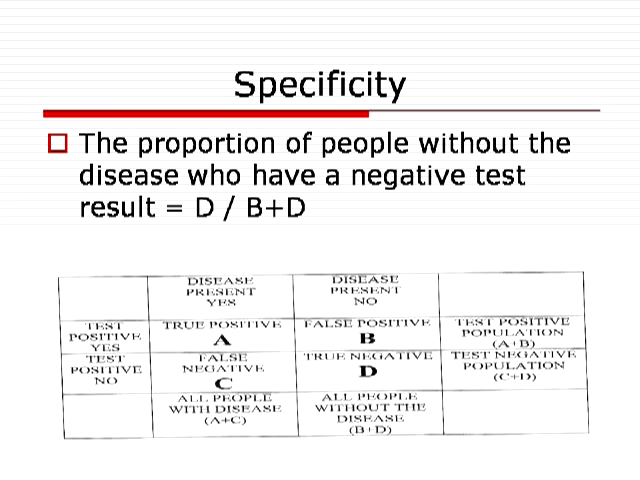 Specificity
The proportion of people without the
disease who have a negative test
result = D / B+D
DISEASE
PRESENT
YES
DISEASE
PRESENT
NO
TEST
POSITIVE
YES
TRUE POSITIVE
A
FALSE POSITIVE
B
TEST POSITIVE
POPULATION
(A+B)
TEST
POSITIVE
NO
FALSE
NEGATIVE
C
TRUE NEGATIVE
D
TEST NEGATIVE
POPULATION
(C+D)
ALL PEOPLE
WITH DISEASE
(A+C)
ALL PEOPLE
WITHOUT THE
DISEASE
(B+D)